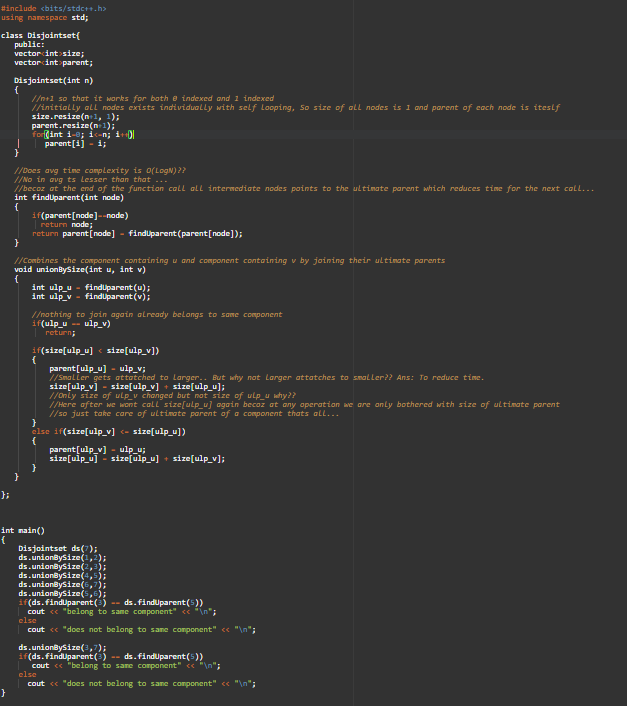 #include <bits/stdc++.h>
using namespace std;
class Disjointset{
public:
vector<int>size;
vector<int>parent;
Disjointset(int n)
{
//n+1 so that it works for both 0 indexed and 1 indexed
//initially all nodes exists individually with self looping, So size of all nodes is 1 and parent of each node is iteslf
size.resize(n+1, 1);
parent.resize(n+1);
for(int i=0; i<=n; i++)
parent[i] = i;
}
//Does avg time complexity is O(LogN)??
//No in avg ts Lesser than that ...
//becoz at the end of the function call all intermediate nodes points to the ultimate parent which reduces time for the next call...
int findUparent(int node)
{
if(parent[node]==node)
return node;
return parent[node] = findUparent(parent[node]);
}
//Combines the component containing u and component containing v by joining their ultimate parents
void unionBySize(int u, int v)
{
int ulp_u = findUparent(u);
int ulp_v = findUparent(v);
//nothing to join again already belongs to same component
if(ulp_u == ulp_v)
return;
if(size[ulp_u] < size[ulp_v])
{
parent[ulp_u] = ulp_v;
//Smaller gets attatched to larger.. But why not larger attatches to smaller?? Ans: To reduce time.
size[ulp_v] = size[ulp_v] + size[ulp_u];
//Only size of ulp_v changed but not size of ulp_u why??
//Here after we wont call size[ulp_u] again becoz at any operation we are only bothered with size of ultimate parent
//so just take care of ultimate parent of a component thats all...
}
else if(size[ulp_v] <= size[ulp_u])
{
parent[ulp_v] = ulp_u;
size[ulp_u] = size[ulp_u] + size[ulp_v];
}
}
};
int main()
{
Disjointset ds(7);
ds.unionBySize(1,2);
ds.unionBySize(2,3);
ds.unionBySize(4,5);
ds.unionBySize(6,7);
ds.unionBySize(5,6);
if(ds.findUparent(3) == ds.findUparent(5))
cout << "belong to same component" << "\n";
else
cout << "does not belong to same component" << "\n";
ds.unionBySize(3,7);
if(ds.findUparent(3) == ds.findUparent(5))
cout << "belong to same component" << "\n";
else
cout << "does not belong to same component" << "\n";
}